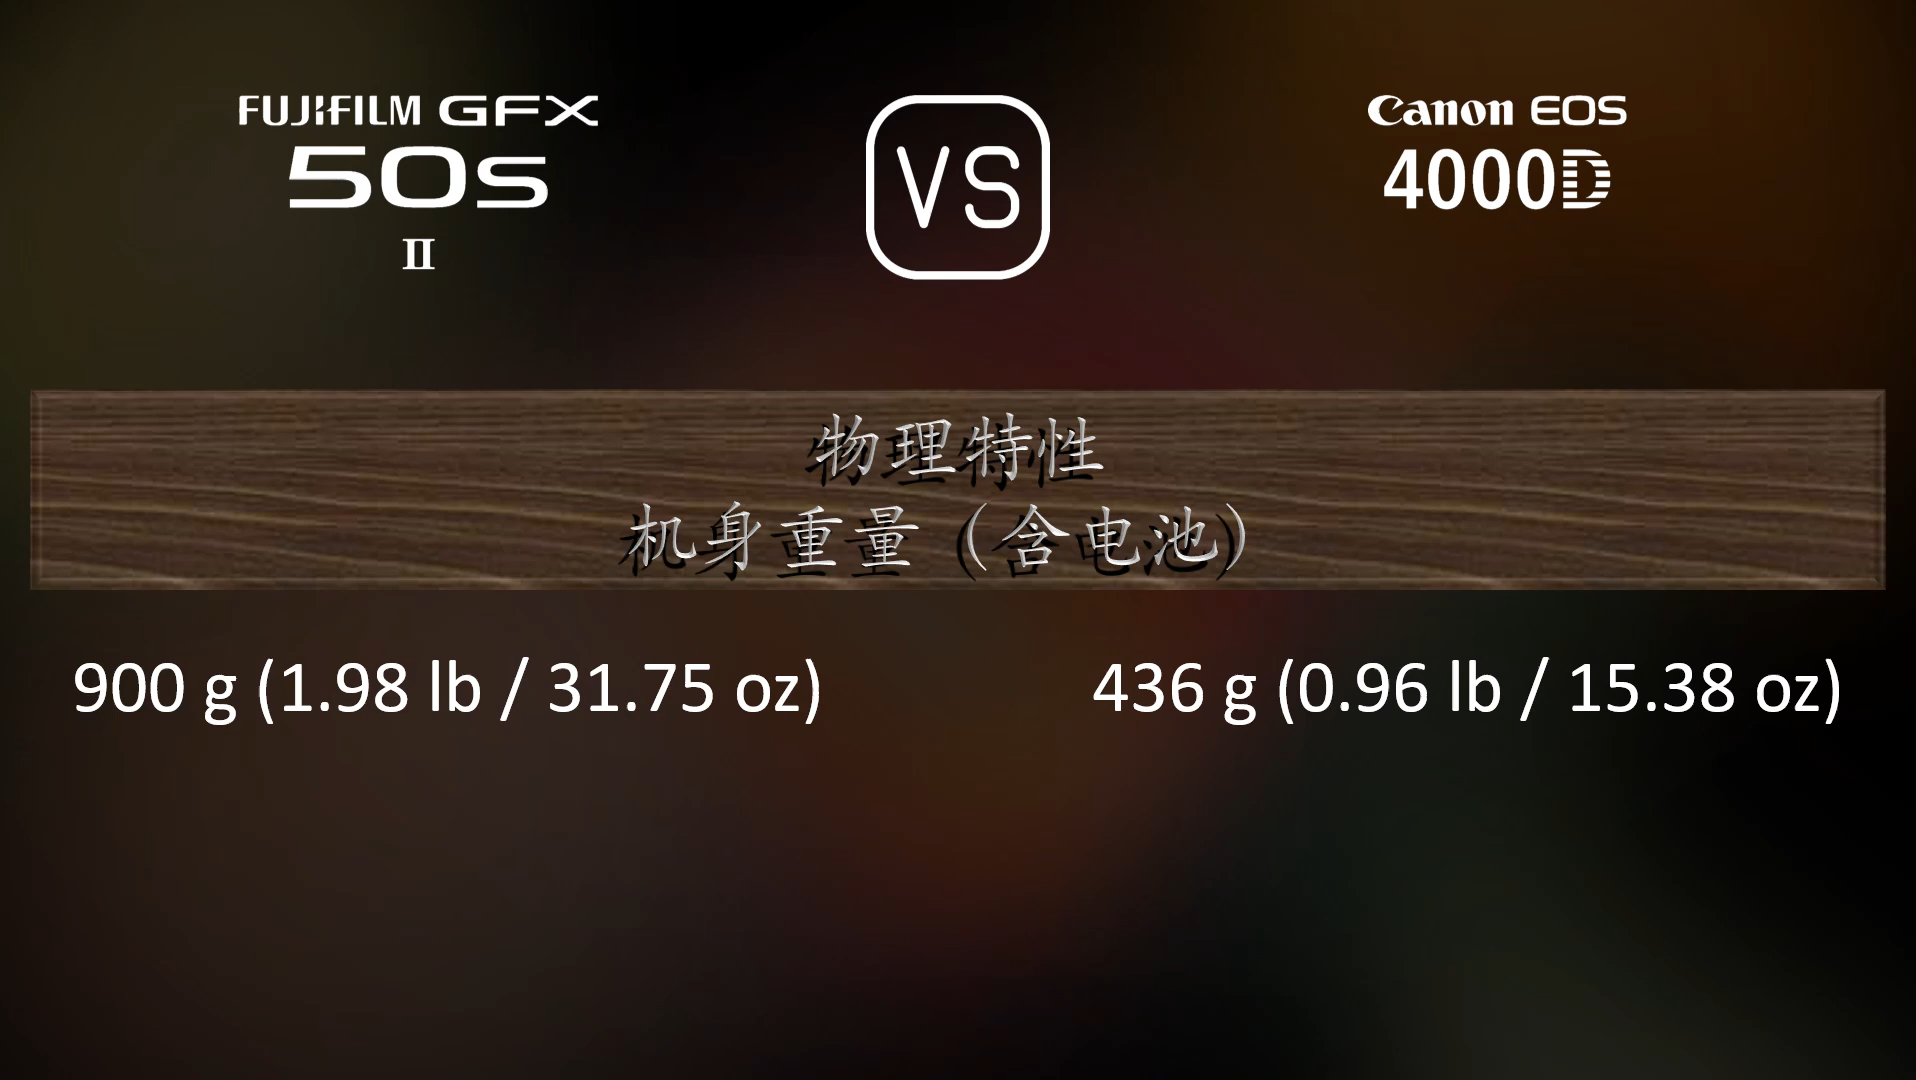 FUJIFILM GFX
50S
II
VS
Canon EOS
4000D
物理特性
机身重量（含电池）
900 g (1.98 lb / 31.75 oz)
436 g (0.96 lb / 15.38 oz)